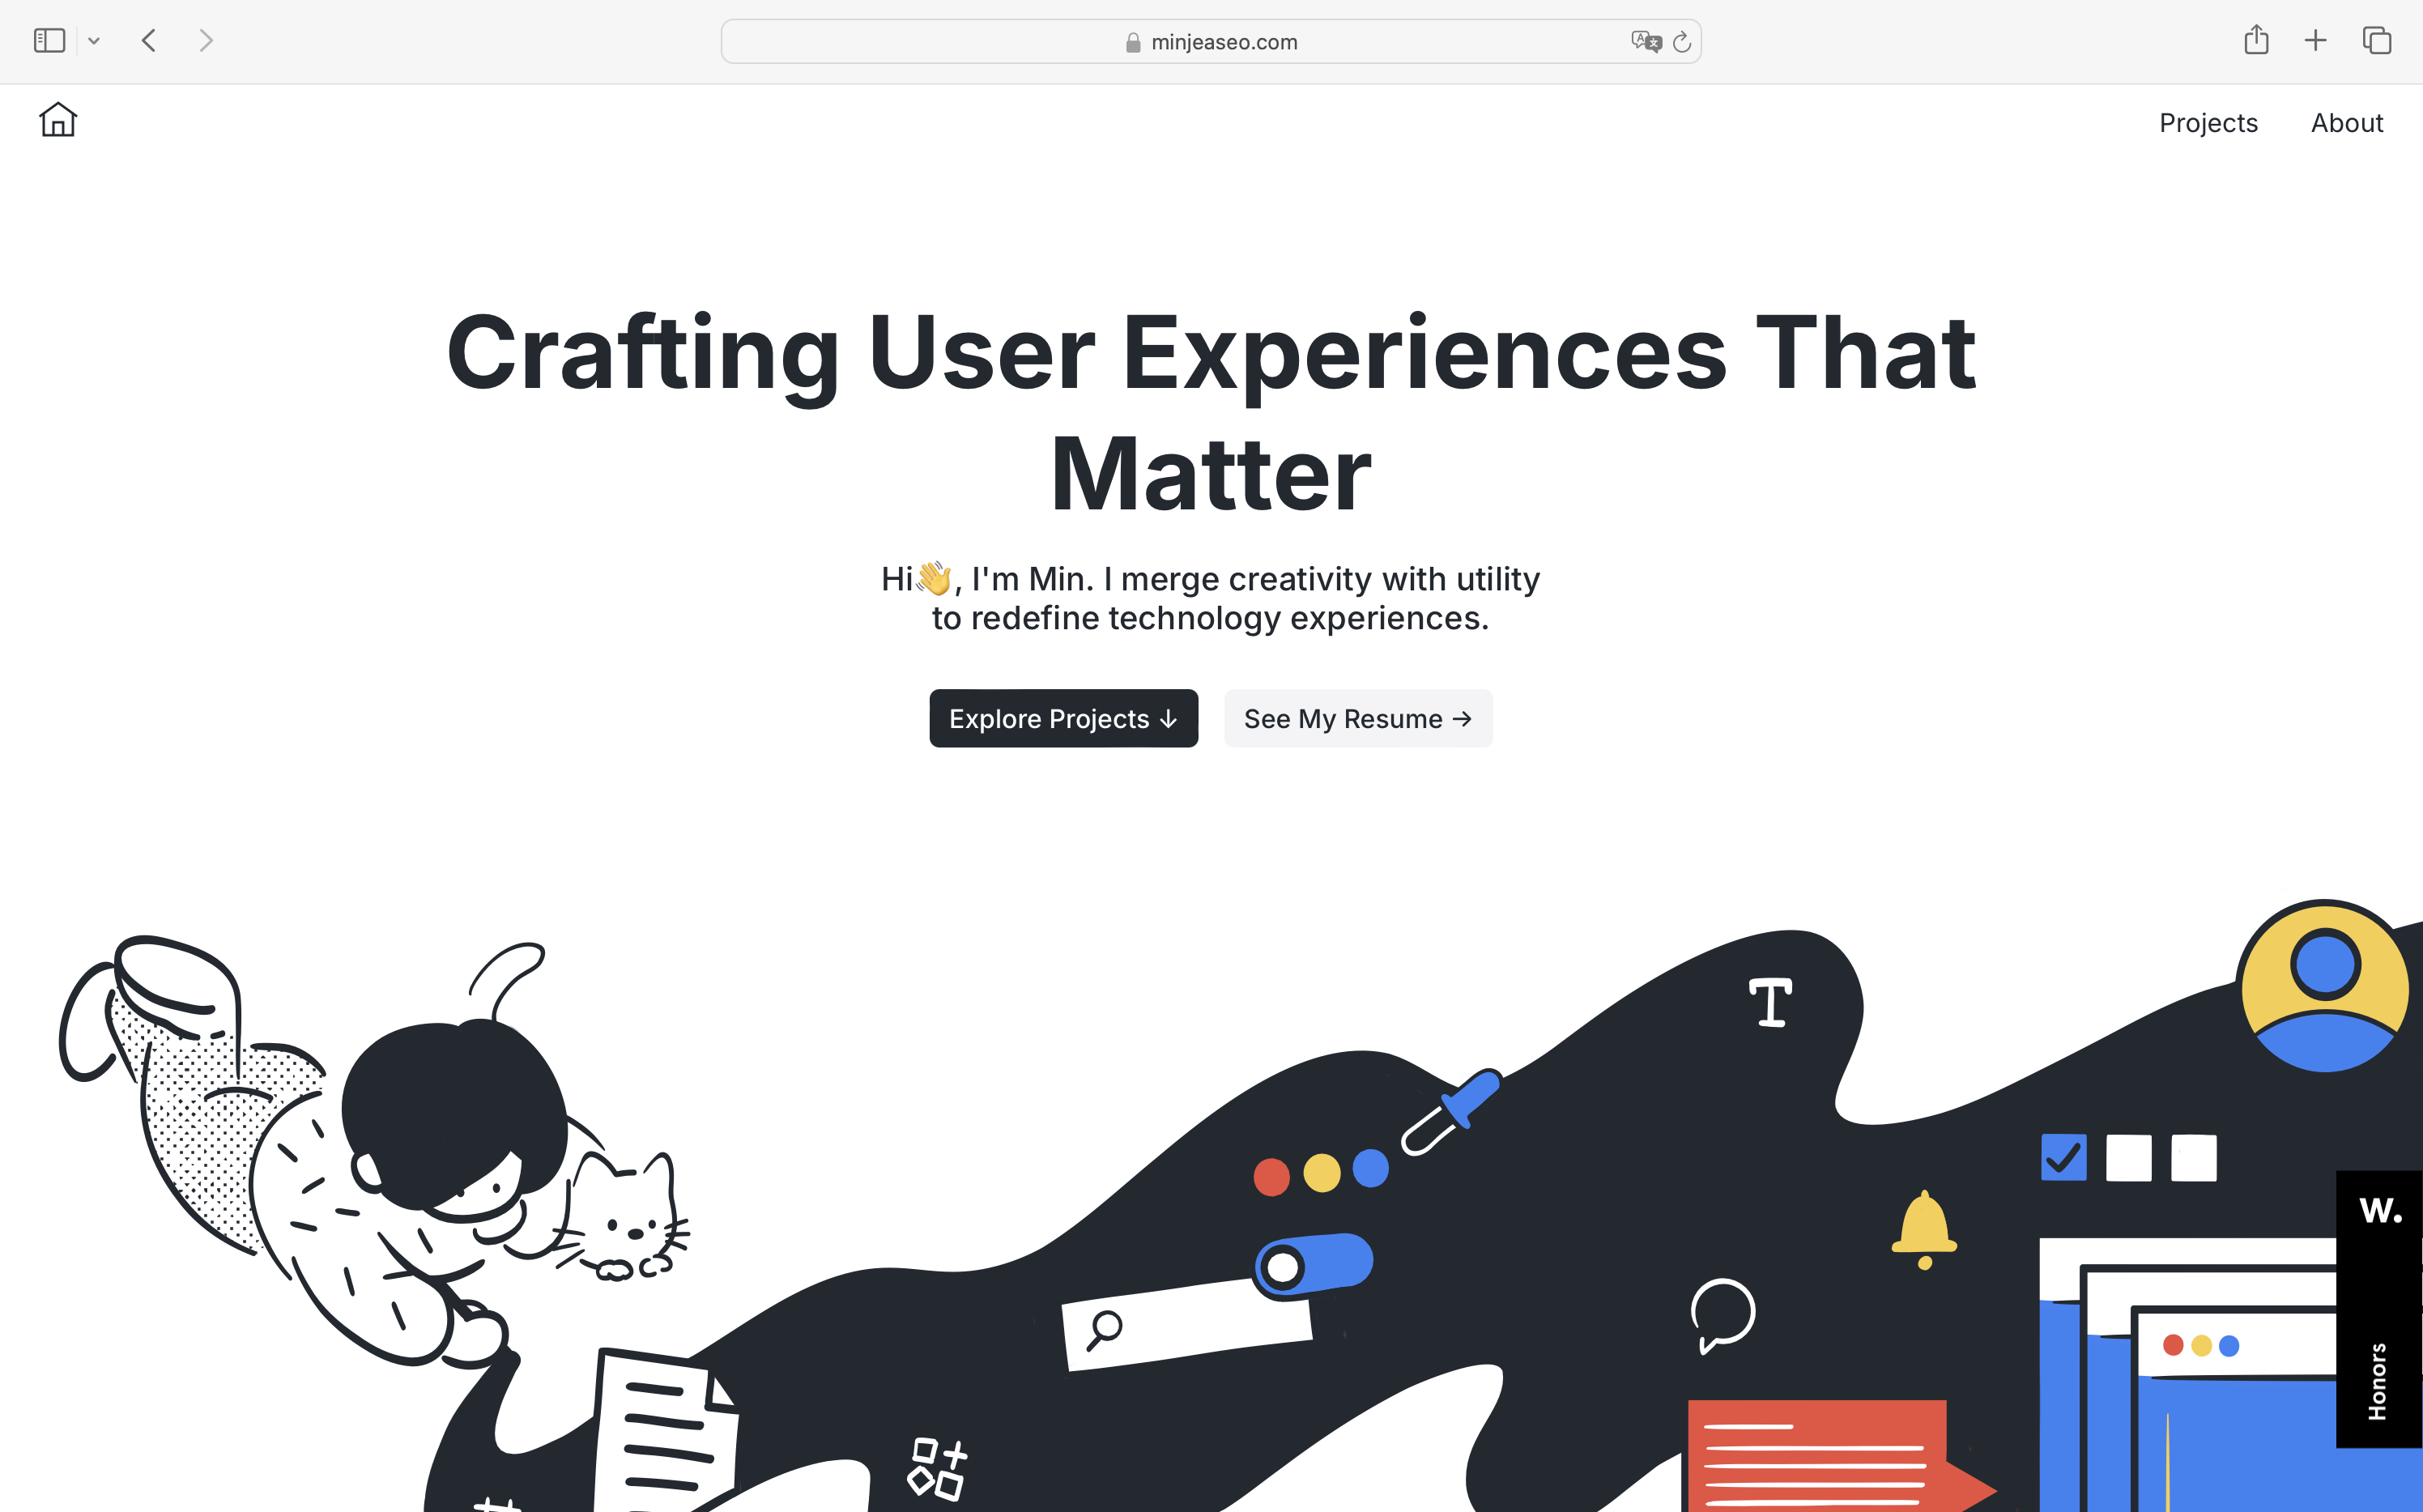 minjeaseo.com
Projects
About
Crafting User Experiences That
Matter
Hi👋, I'm Min. I merge creativity with utility
to redefine technology experiences.
Explore Projects ↓
See My Resume →
T
W.
Honors